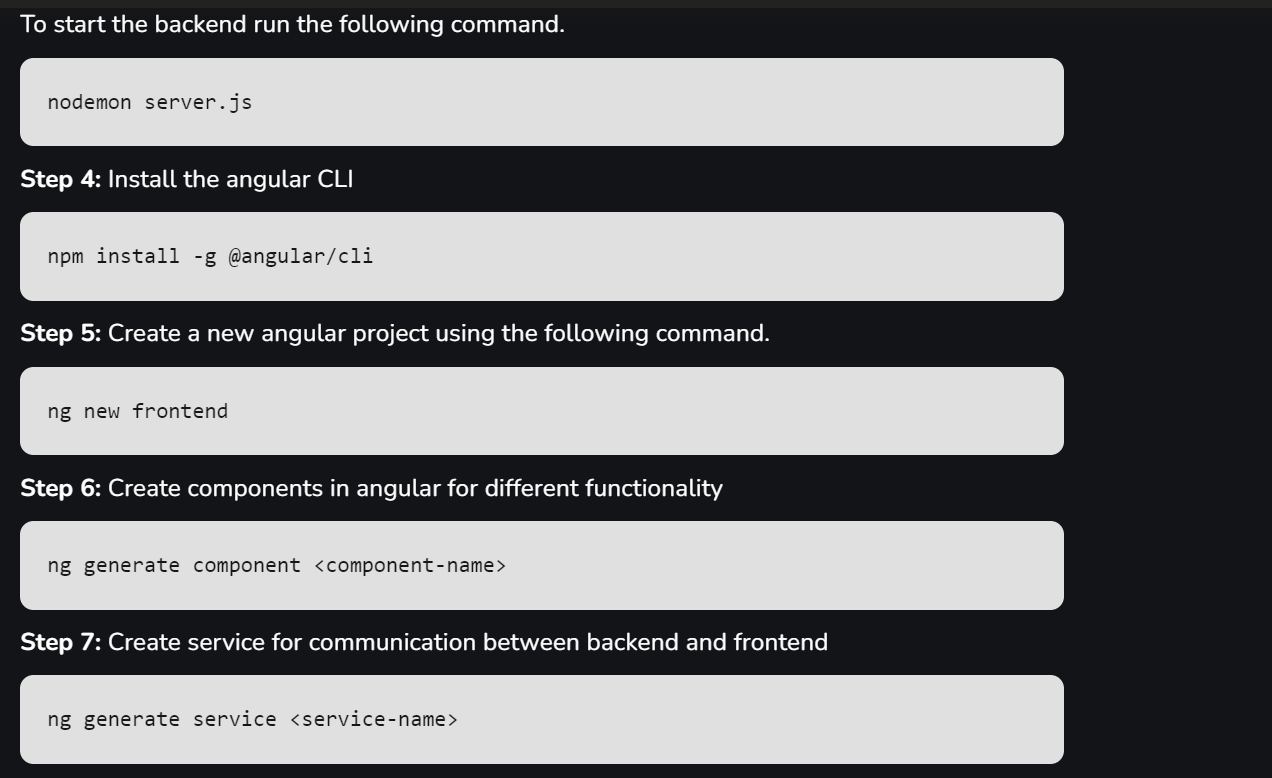 To start the backend run the following command.
nodemon server.js
Step 4: Install the angular CLI
npm install -g @angular/cli
Step 5: Create a new angular project using the following command.
ng new frontend
Step 6: Create components in angular for different functionality
ng generate component <component-name>
Step 7: Create service for communication between backend and frontend
ng generate service <service-name>